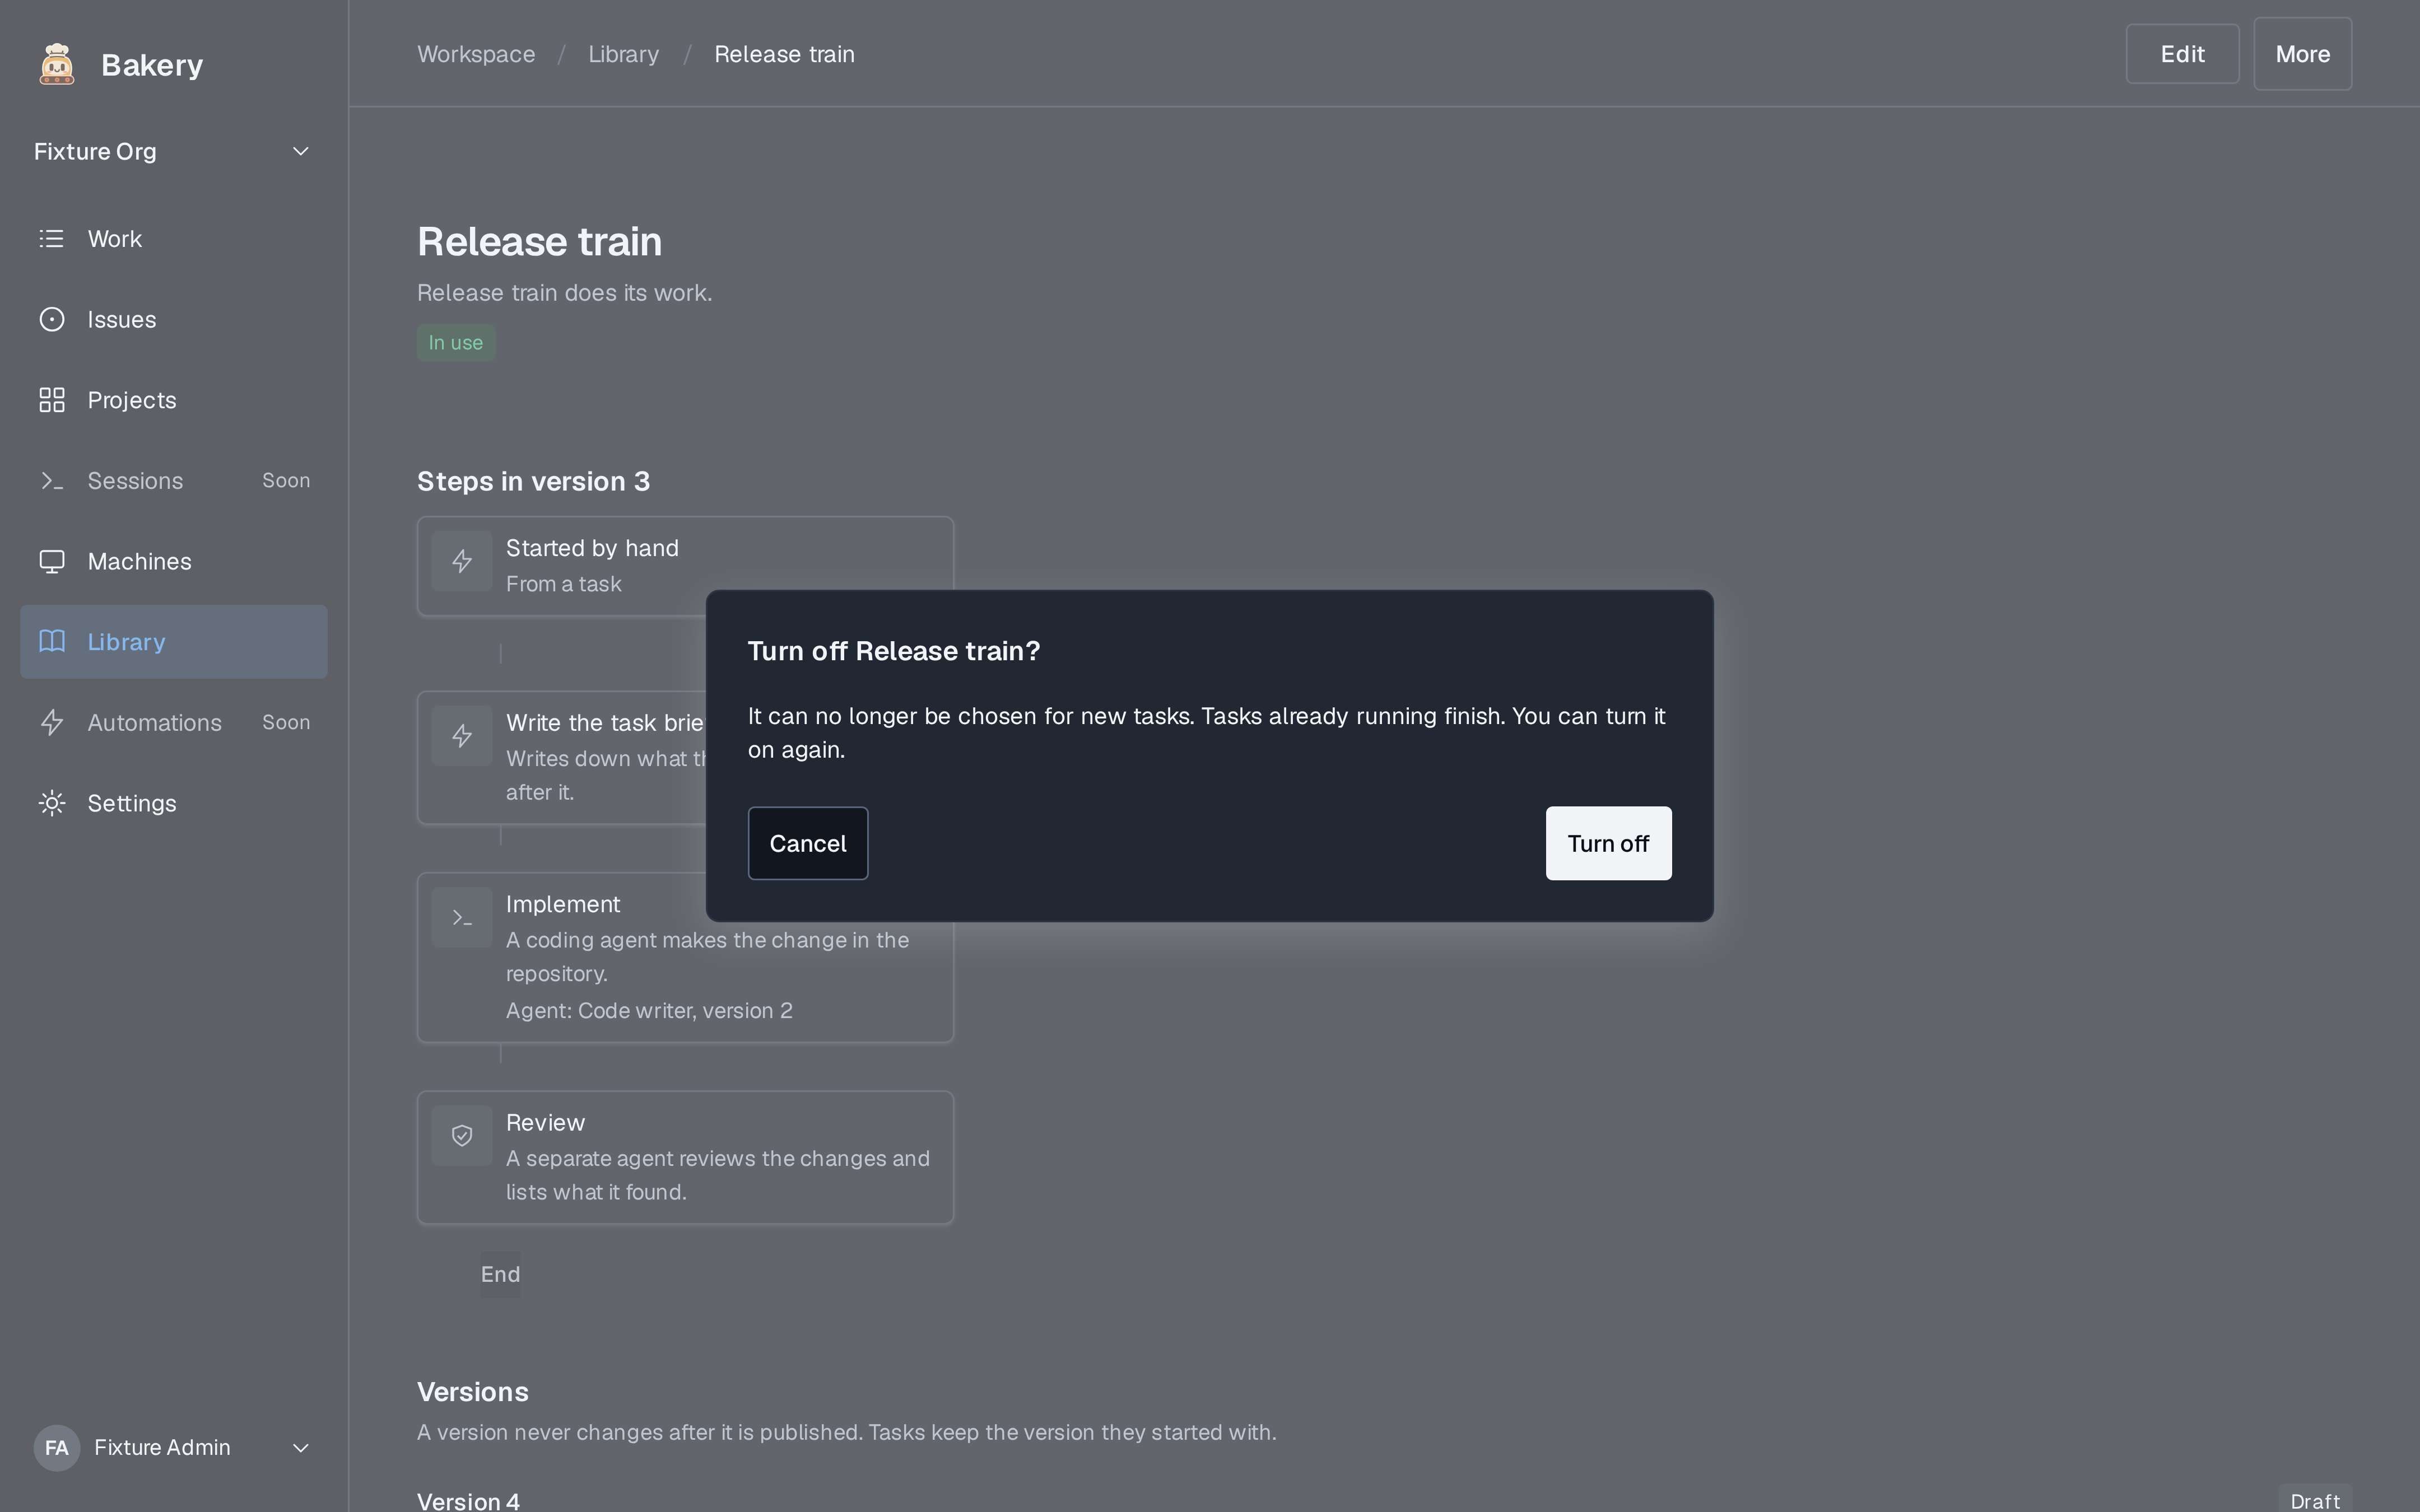 Bakery
Fixture Org
Work
Issues
Projects
Sessions Soon
Machines
Library
Automations Soon
Settings
FA Fixture Admin
Workspace / Library / Release train
Edit More
Release train
Release train does its work.
In use
Steps in version 3
Started by hand
From a task
Write the task brie
Writes down what th
after it.
Implement
A coding agent makes the change in the
repository.
Agent: Code writer, version 2
Review
A separate agent reviews the changes and
lists what it found.
End
Versions
A version never changes after it is published. Tasks keep the version they started with.
Version 4 Draft
Turn off Release train?
It can no longer be chosen for new tasks. Tasks already running finish. You can turn it
on again.
Cancel Turn off